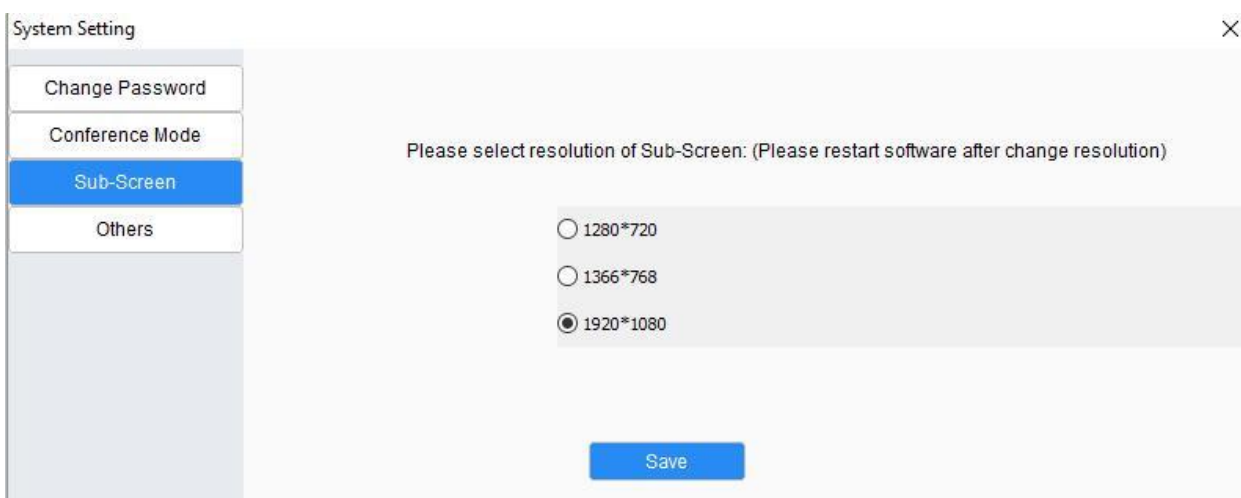 System Setting
Change Password
Conference Mode
Sub-Screen
Others
Please select resolution of Sub-Screen: (Please restart software after change resolution)
1280*720
1366*768
1920*1080
Save